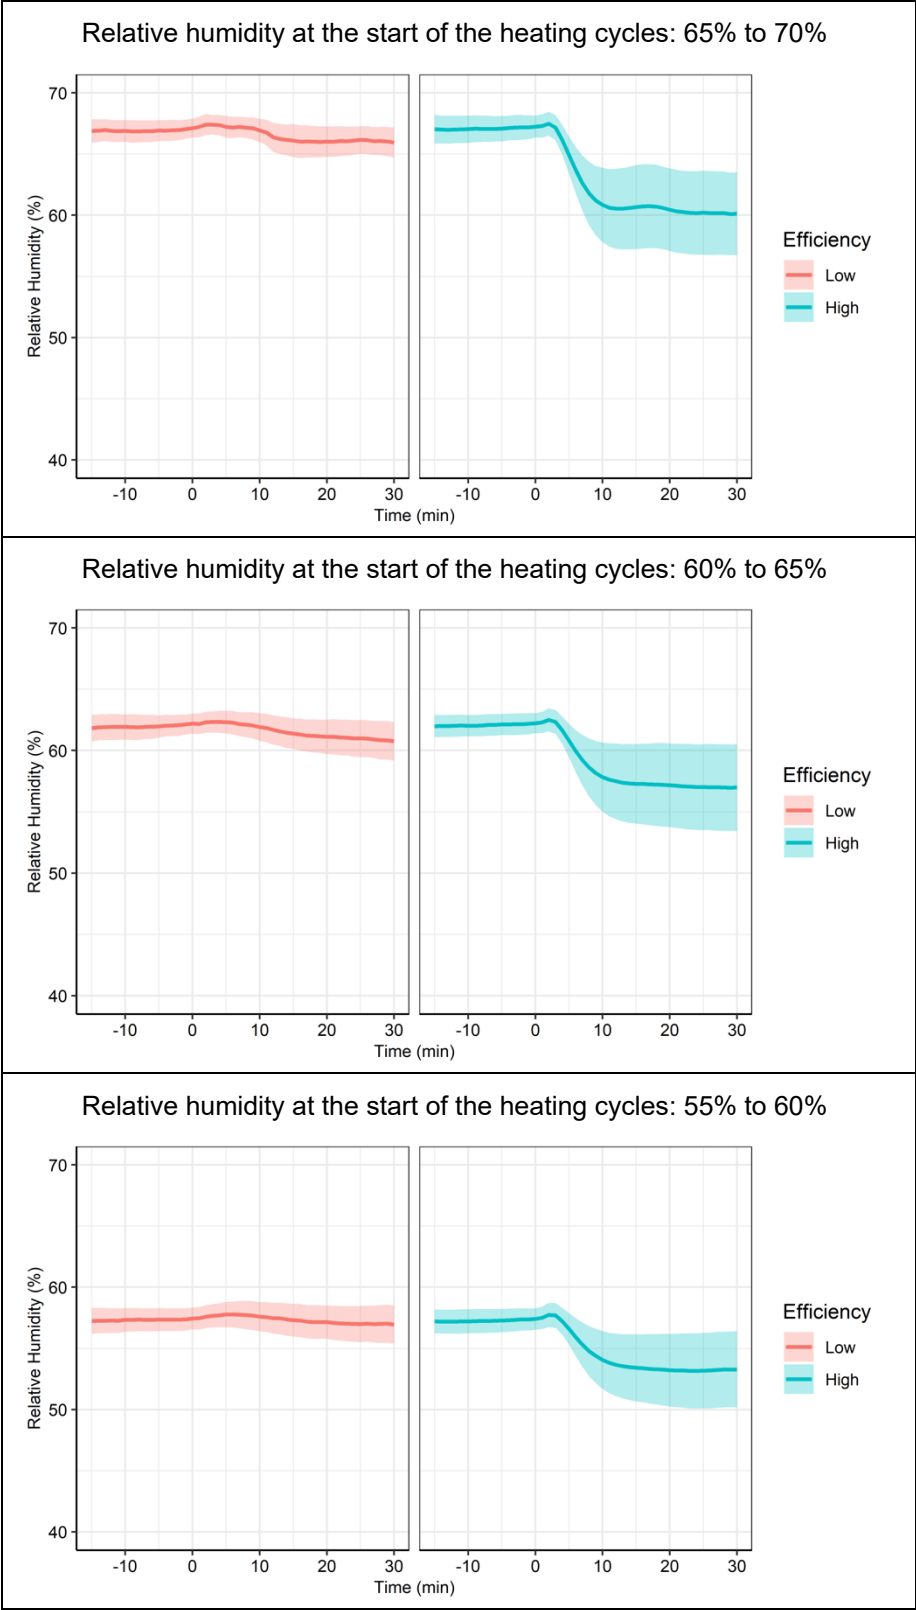 Relative humidity at the start of the heating cycles: 65% to 70%
Relative Humidity (%)
70
60
50
40
-10 0 10 20 30 -10 0 10 20 30
Time (min)
Efficiency
Low
High
Relative humidity at the start of the heating cycles: 60% to 65%
Relative Humidity (%)
70
60
50
40
-10 0 10 20 30 -10 0 10 20 30
Time (min)
Efficiency
Low
High
Relative humidity at the start of the heating cycles: 55% to 60%
Relative Humidity (%)
70
60
50
40
-10 0 10 20 30 -10 0 10 20 30
Time (min)
Efficiency
Low
High